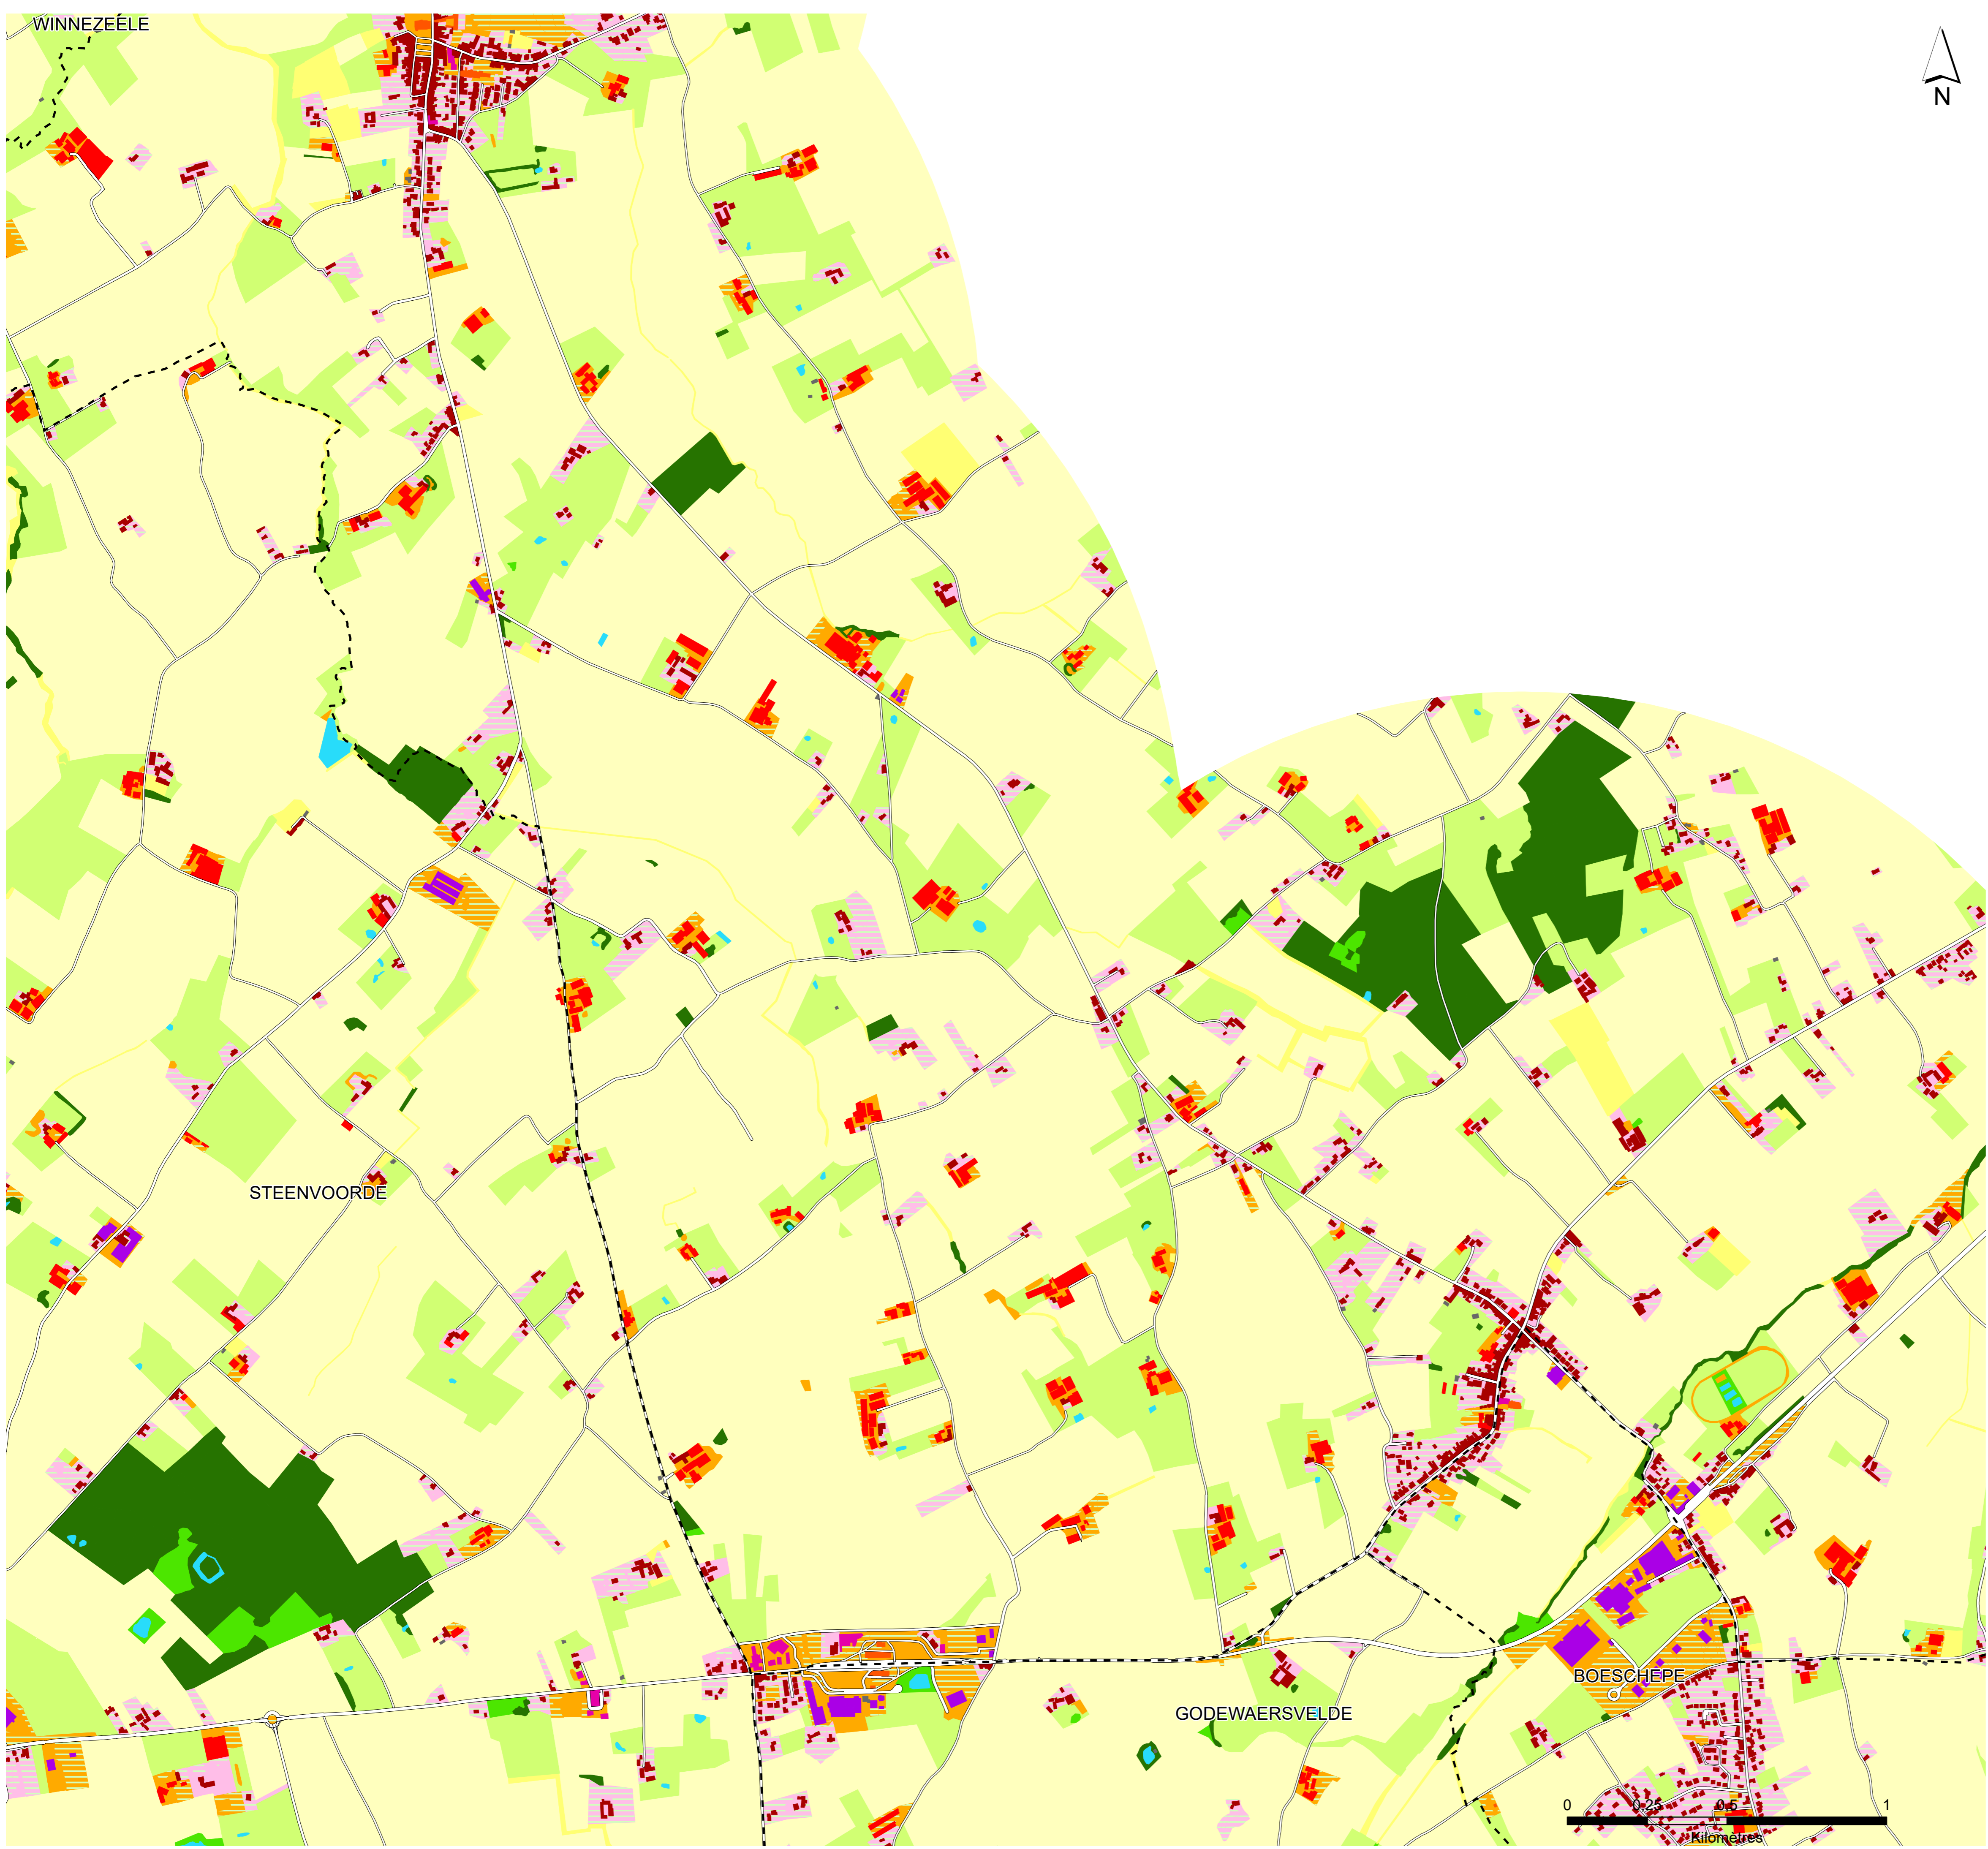 WINNEZEELE
N
STEENVOORDE
BOESCHEPE
GODEWAERSVELDE
0 0,25 0,5 1
Kilomètres